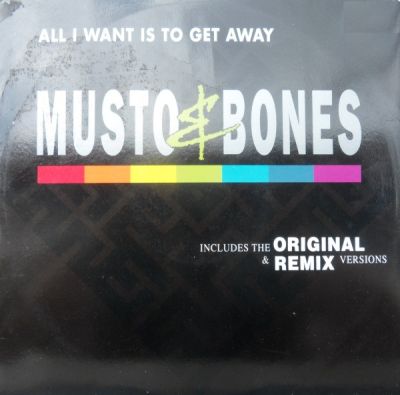 ALL I WANT IS TO GET AWAY
MUSTO & BONES
INCLUDES THE ORIGINAL
& REMIX VERSIONS